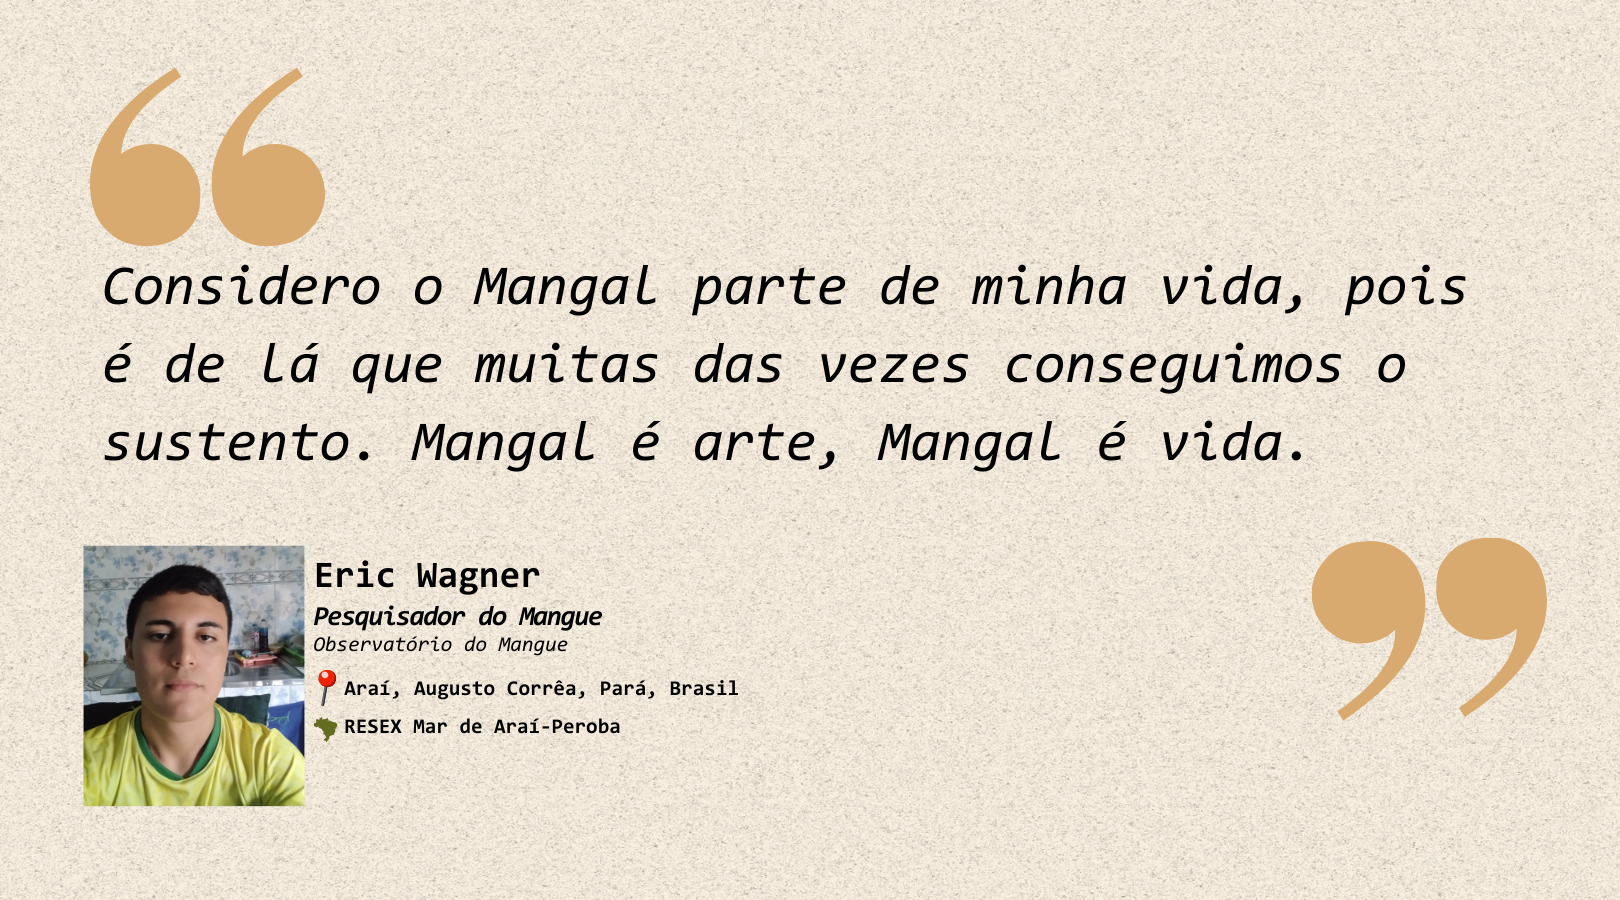 Considero o Mangal parte de minha vida, pois
é de lá que muitas das vezes conseguimos o
sustento. Mangal é arte, Mangal é vida.
Eric Wagner
Pesquisador do Mangue
Observatório do Mangue
Araí, Augusto Corrêa, Pará, Brasil
RESEX Mar de Araí-Peroba